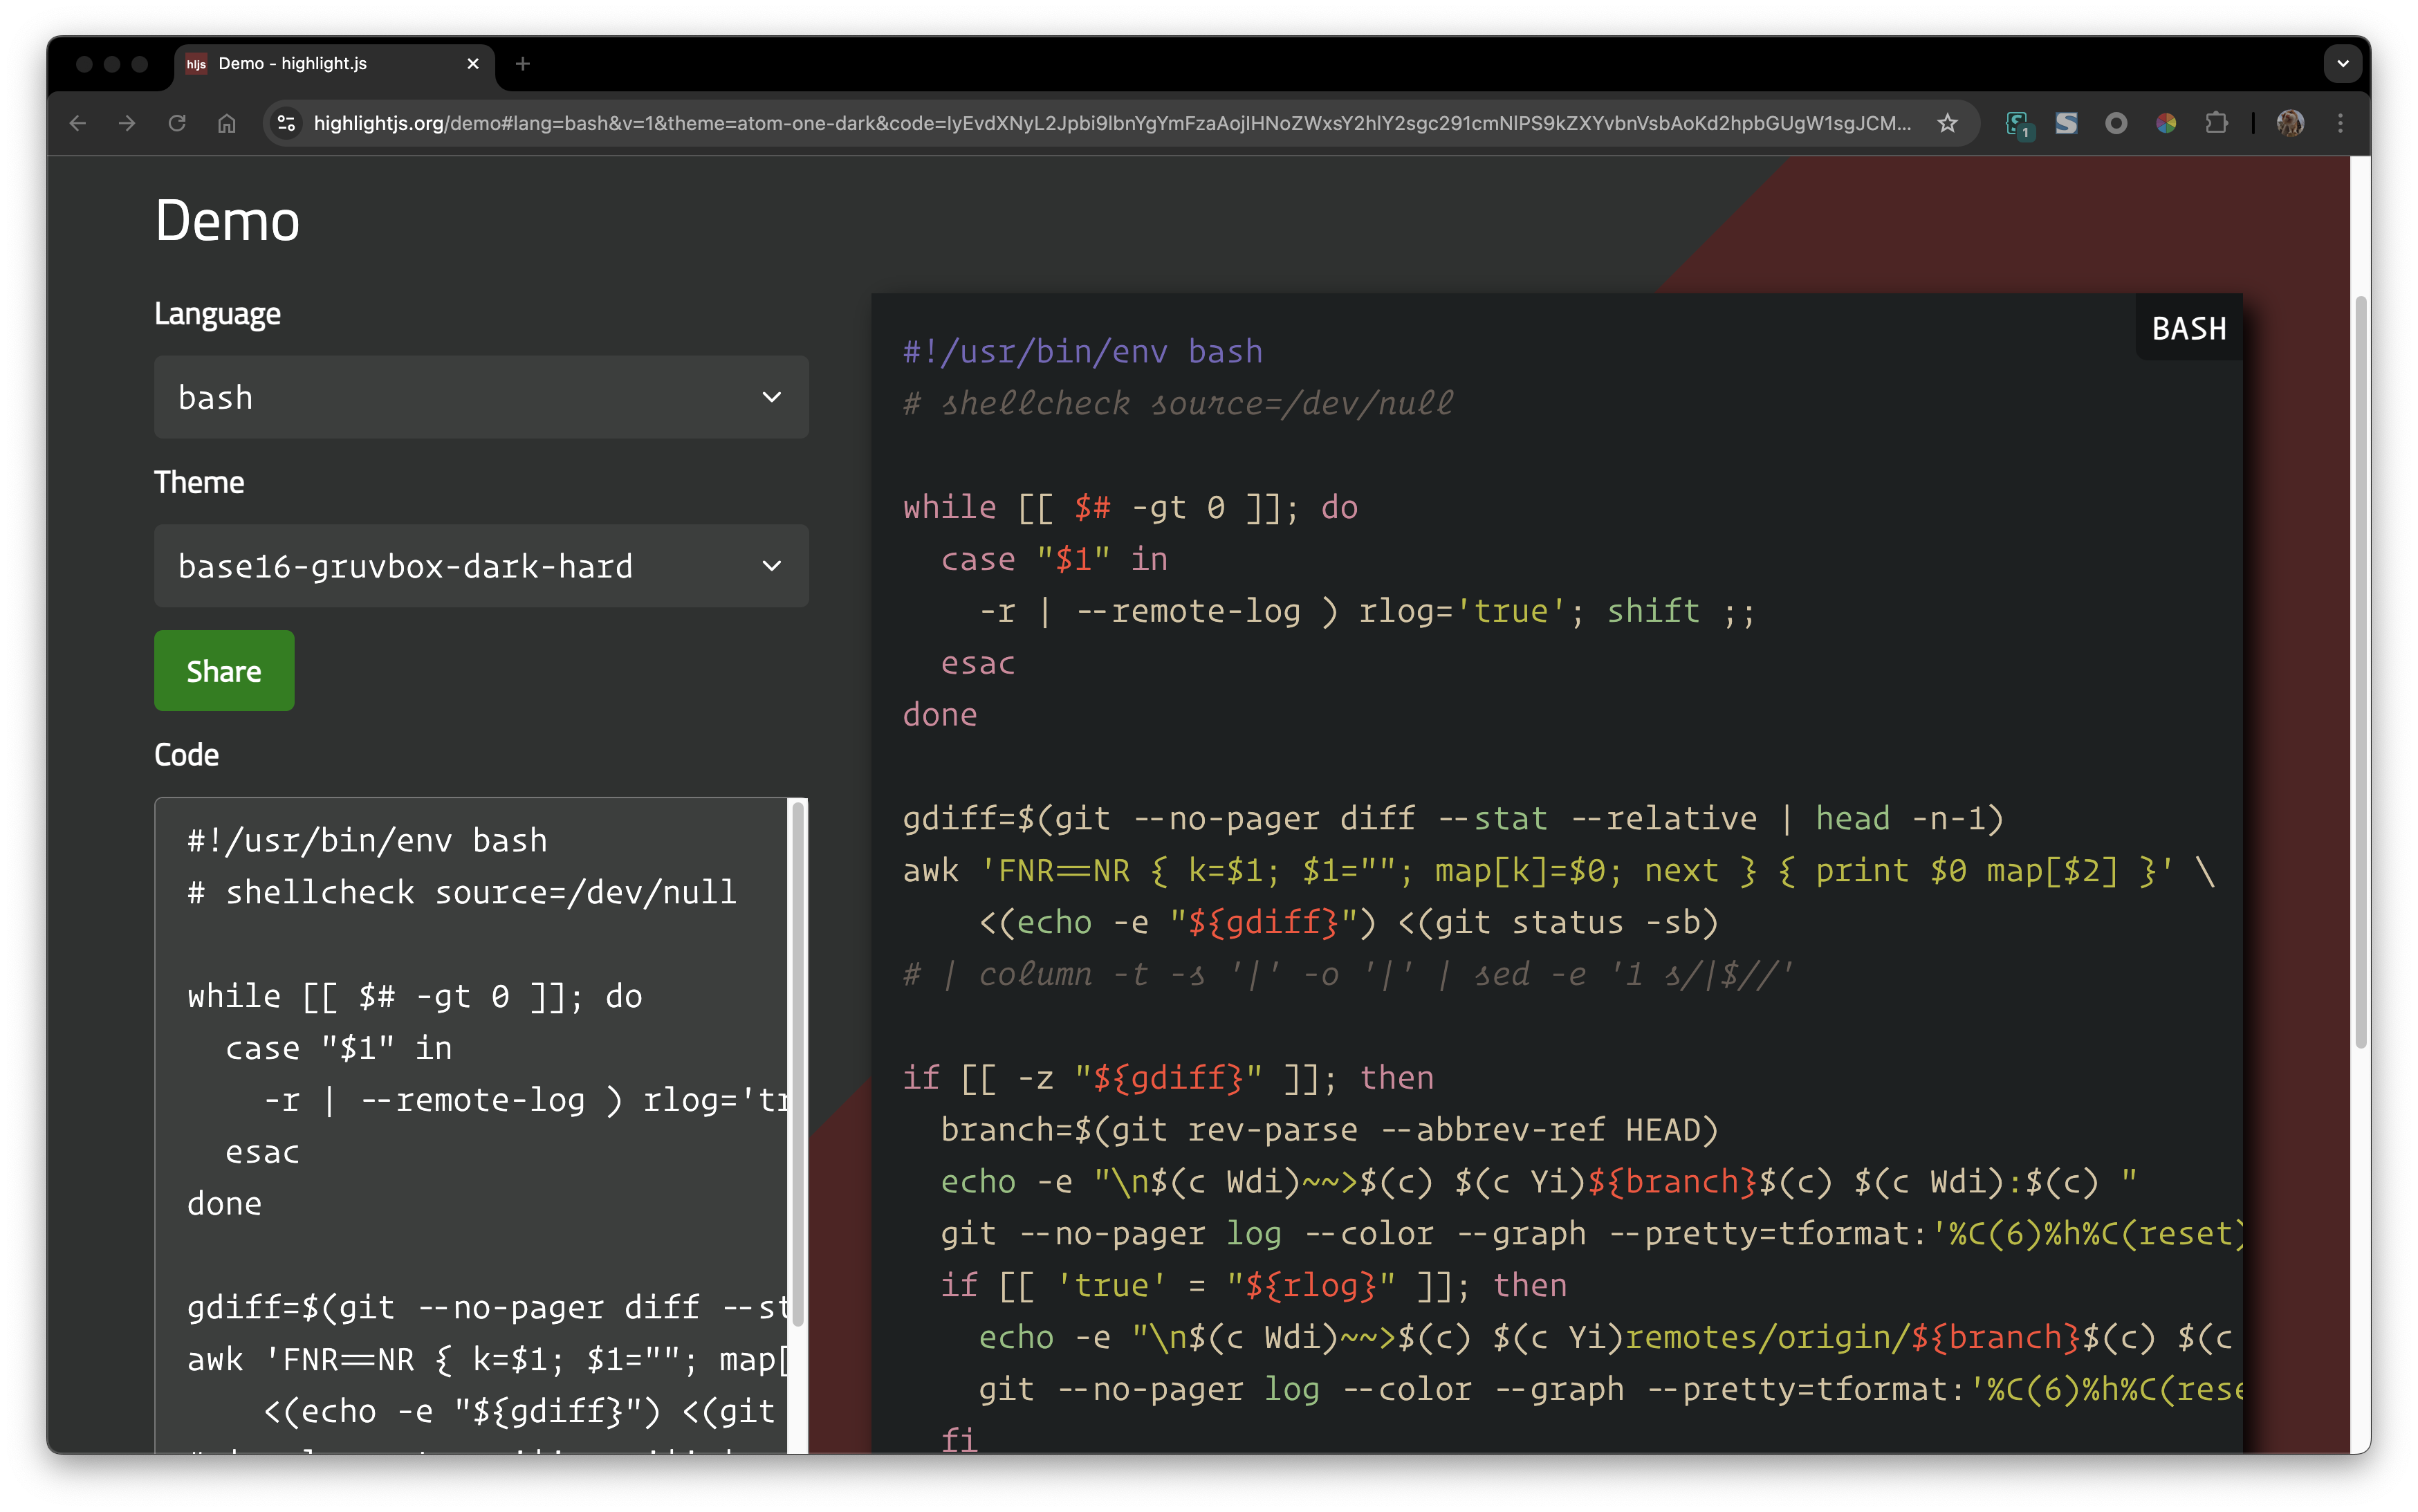 hljs Demo - highlight.js
highlightjs.org/demo#lang=bash&v=1&theme=atom-one-dark&code=IyEvdXNyL2Jpbi9lbnYgYmFzaAojIHNoZWxsY2hlY2sgc291cmNlPS9kZXYvbnVsbAoKd2hpbGUgW1sgJCM...
1
Demo
Language
bash
Theme
base16-gruvbox-dark-hard
Share
Code
#!/usr/bin/env bash
# shellcheck source=/dev/null
while [[ $# -gt 0 ]]; do
  case "$1" in
    -r | --remote-log ) rlog='tr
  esac
done
gdiff=$(git --no-pager diff --st
awk 'FNR==NR { k=$1; $1=""; map[
    <(echo -e "${gdiff}") <(git
BASH
#!/usr/bin/env bash
# shellcheck source=/dev/null
while [[ $# -gt 0 ]]; do
  case "$1" in
    -r | --remote-log ) rlog='true'; shift ;;
  esac
done
gdiff=$(git --no-pager diff --stat --relative | head -n-1)
awk 'FNR==NR { k=$1; $1=""; map[k]=$0; next } { print $0 map[$2] }' \
    <(echo -e "${gdiff}") <(git status -sb)
# | column -t -s '|' -o '|' | sed -e '1 s/|$//'
if [[ -z "${gdiff}" ]]; then
  branch=$(git rev-parse --abbrev-ref HEAD)
  echo -e "\n$(c Wdi)~~>$(c) $(c Yi)${branch}$(c) $(c Wdi):$(c) "
  git --no-pager log --color --graph --pretty=tformat:'%C(6)%h%C(reset)
  if [[ 'true' = "${rlog}" ]]; then
    echo -e "\n$(c Wdi)~~>$(c) $(c Yi)remotes/origin/${branch}$(c) $(c
    git --no-pager log --color --graph --pretty=tformat:'%C(6)%h%C(rese
  fi